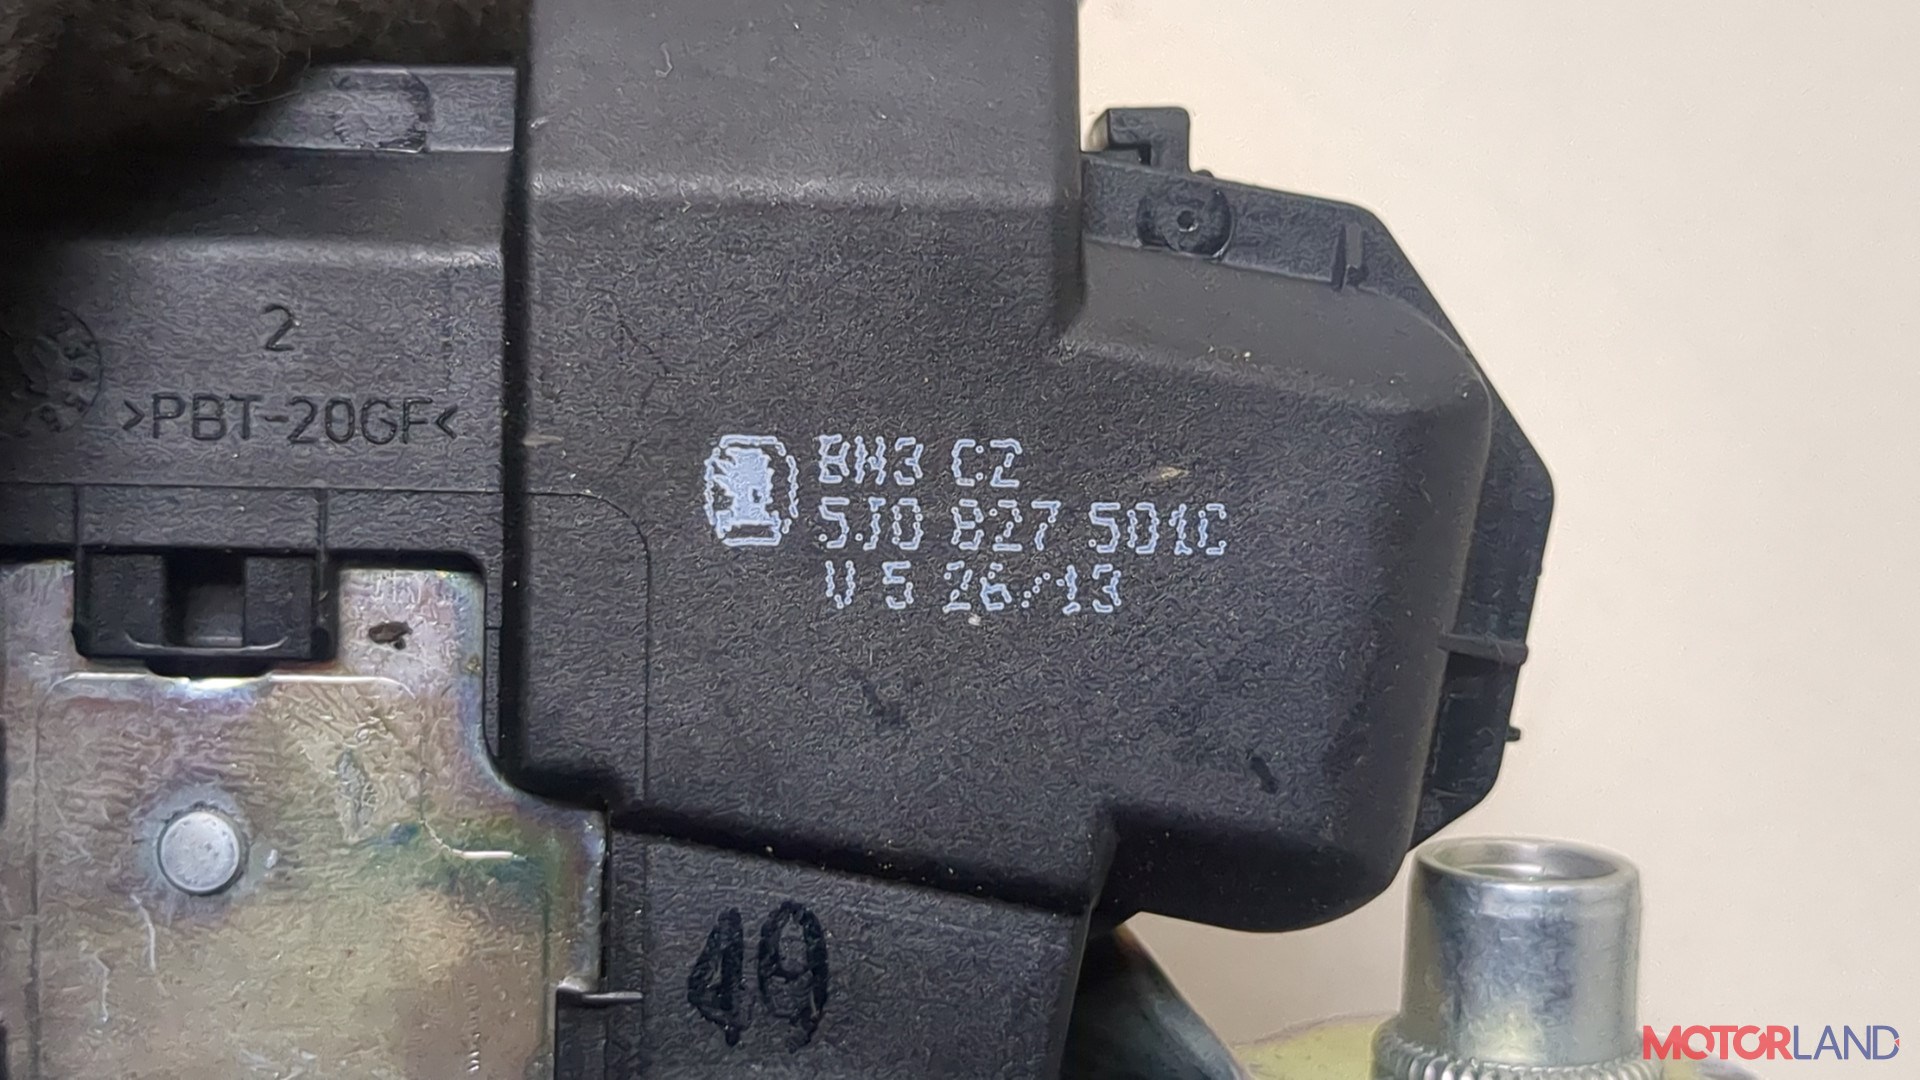 2
>PBT-20GF<
BH3 CZ
5J0 827 501C
V 5 26/13
49
MOTORLAND